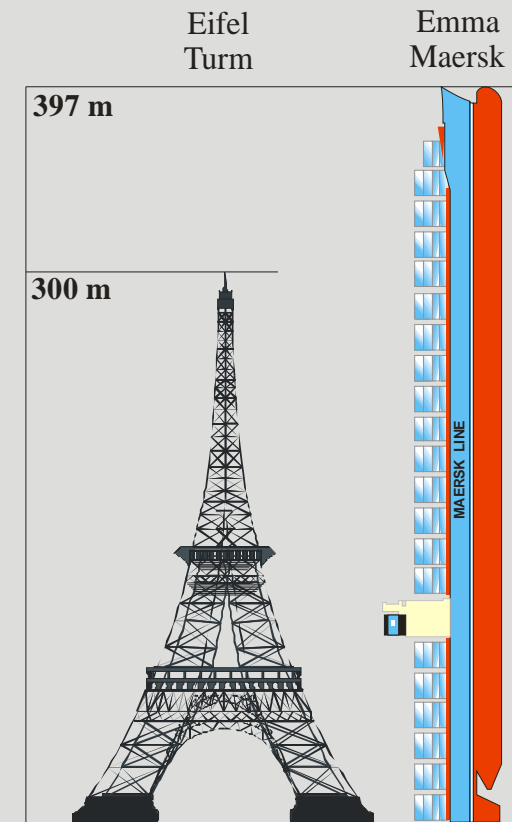 Eifel
Turm
Emma
Maersk
397 m
300 m
MAERSK LINE